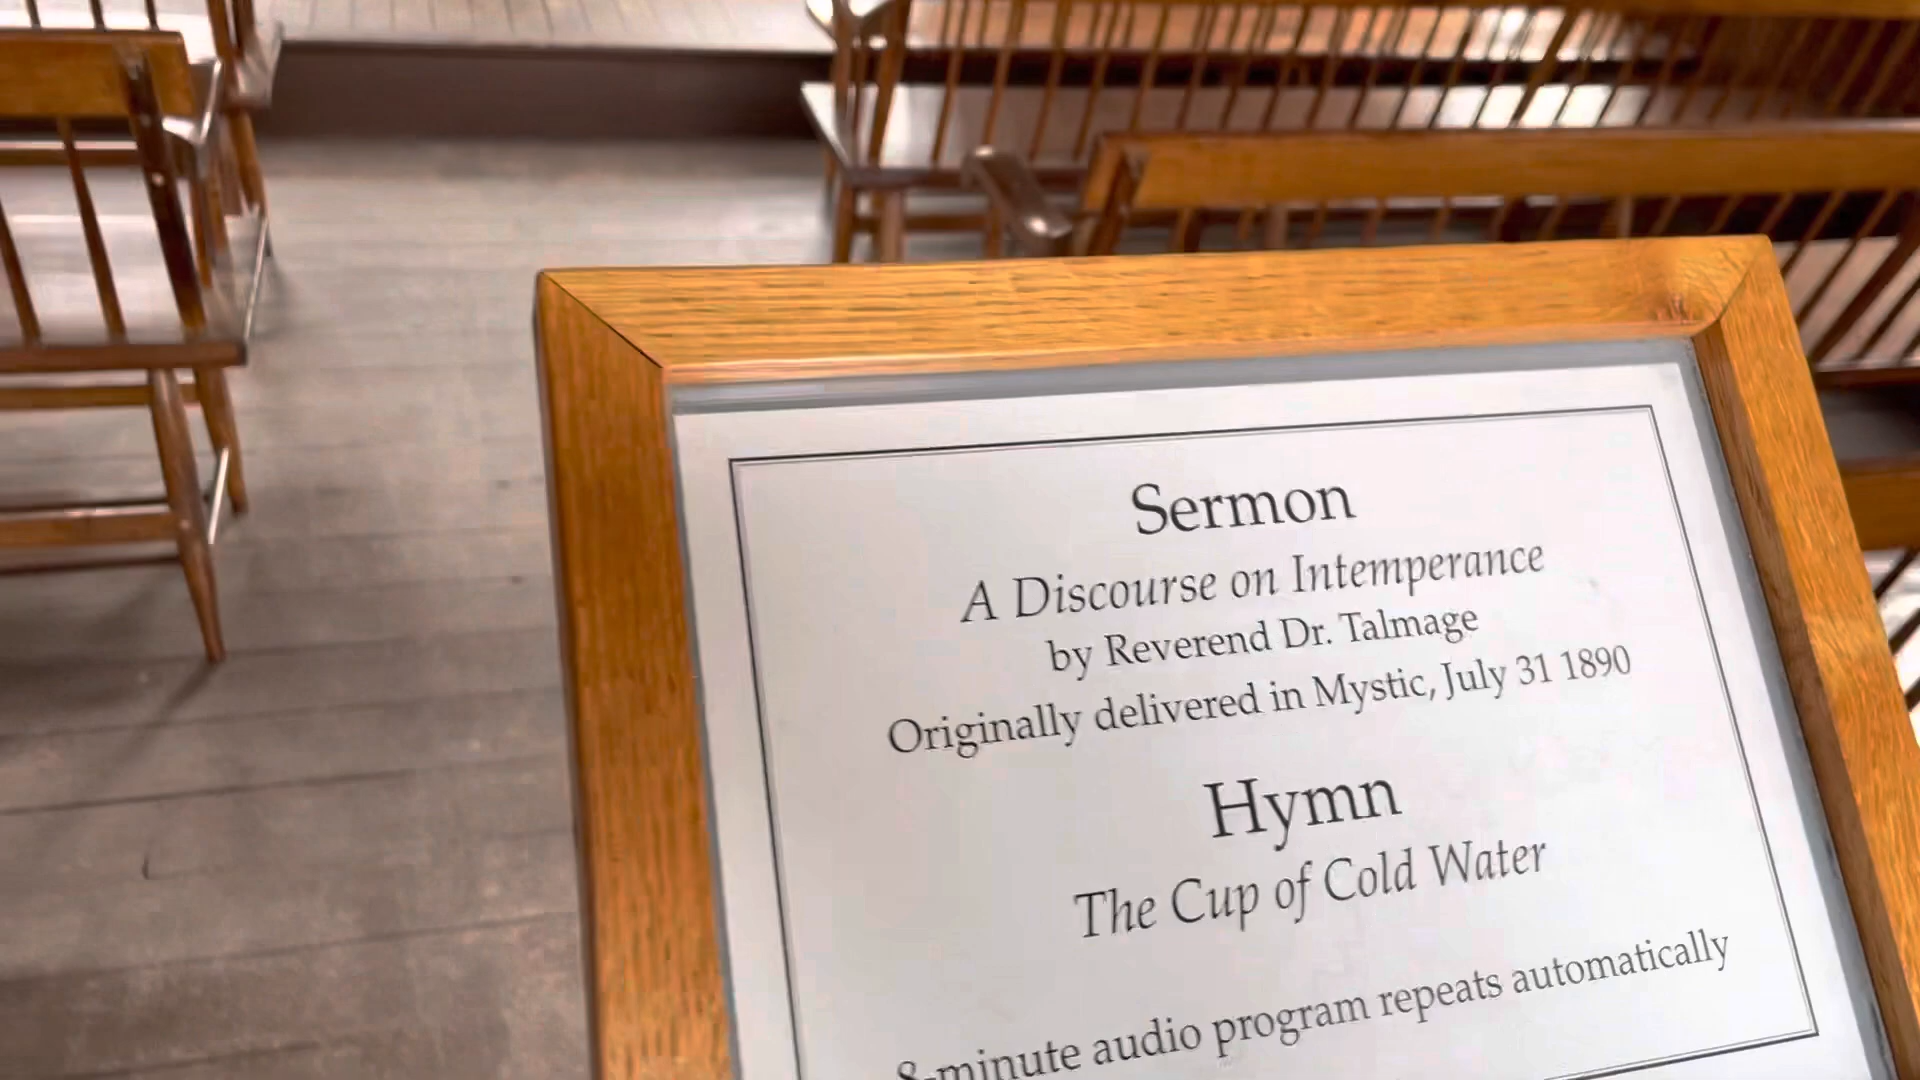 Sermon
A Discourse on Intemperance
by Reverend Dr. Talmage
Originally delivered in Mystic, July 31 1890
Hymn
The Cup of Cold Water
8-minute audio program repeats automatically